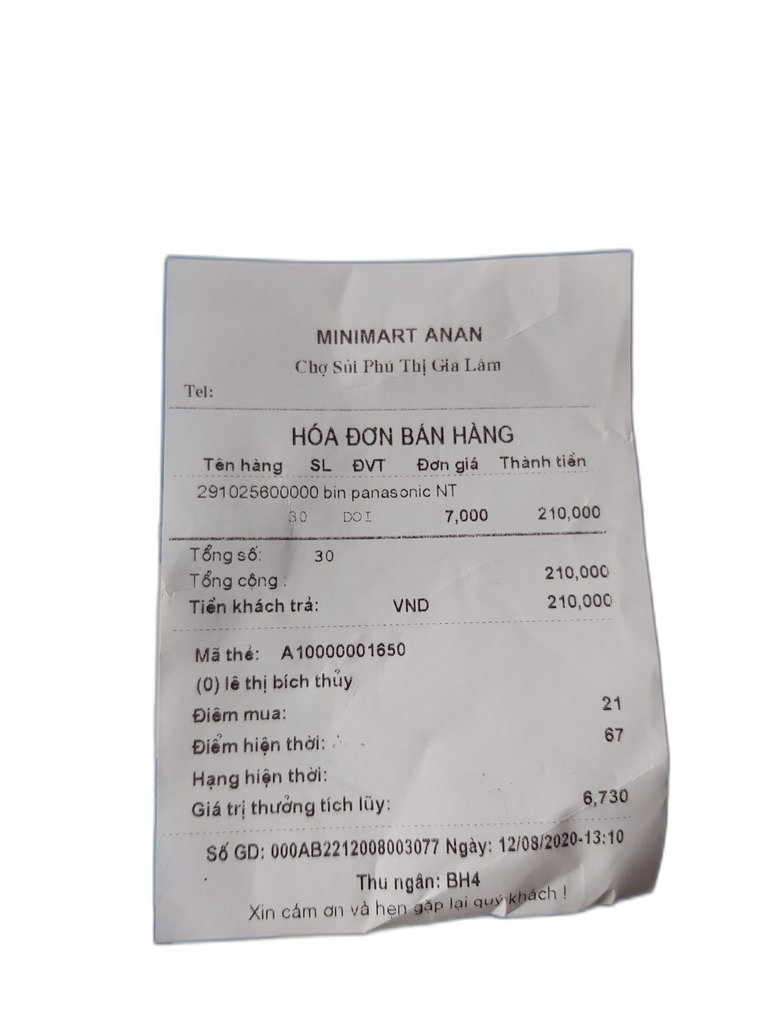 MINIMART ANAN
Chợ Sủi Phú Thị Gia Lâm
Tel:
HÓA ĐƠN BÁN HÀNG
Tên hàng SL ĐVT Đơn giá Thành tiền
291025600000 bin panasonic NT
30 DOI 7,000 210,000
Tổng số: 30
Tổng cộng : 210,000
Tiền khách trả: VND 210,000
Mã thẻ: A10000001650
(0) lê thị bích thủy
Điểm mua: 21
Điểm hiện thời: 67
Hạng hiện thời:
Giá trị thưởng tích lũy: 6,730
Số GD: 000AB2212008003077 Ngày: 12/08/2020-13:10
Thu ngân: BH4
Xin cám ơn và hẹn gặp lại quý khách !